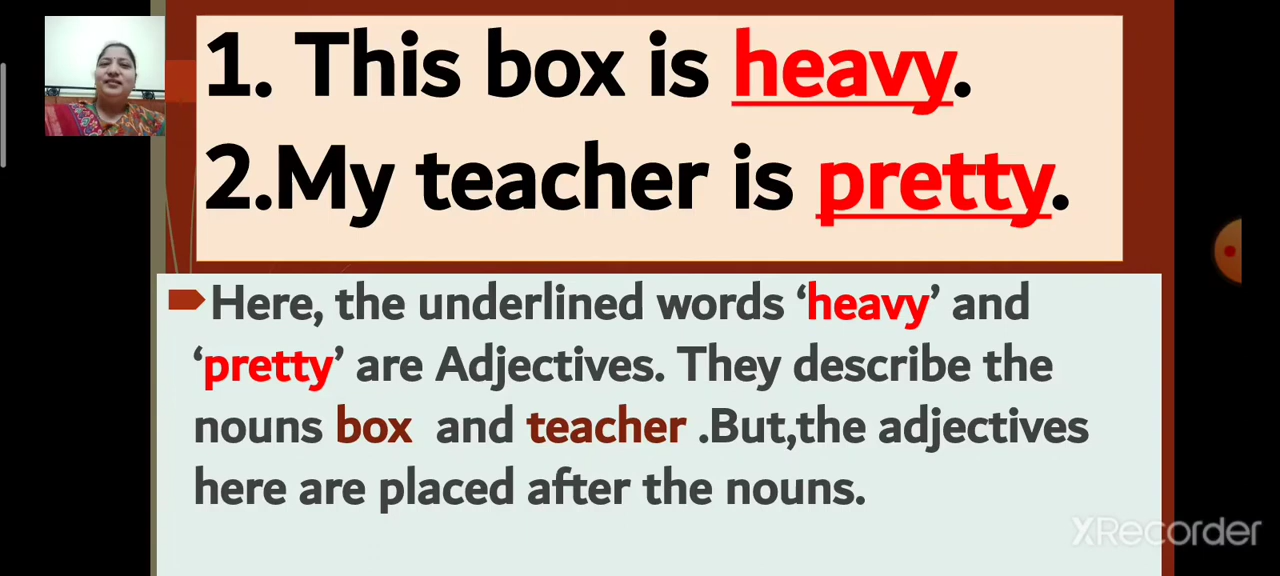 1. This box is heavy.
2.My teacher is pretty.
Here, the underlined words ‘heavy’ and
‘pretty’ are Adjectives. They describe the
nouns box and teacher .But,the adjectives
here are placed after the nouns.
XRecorder